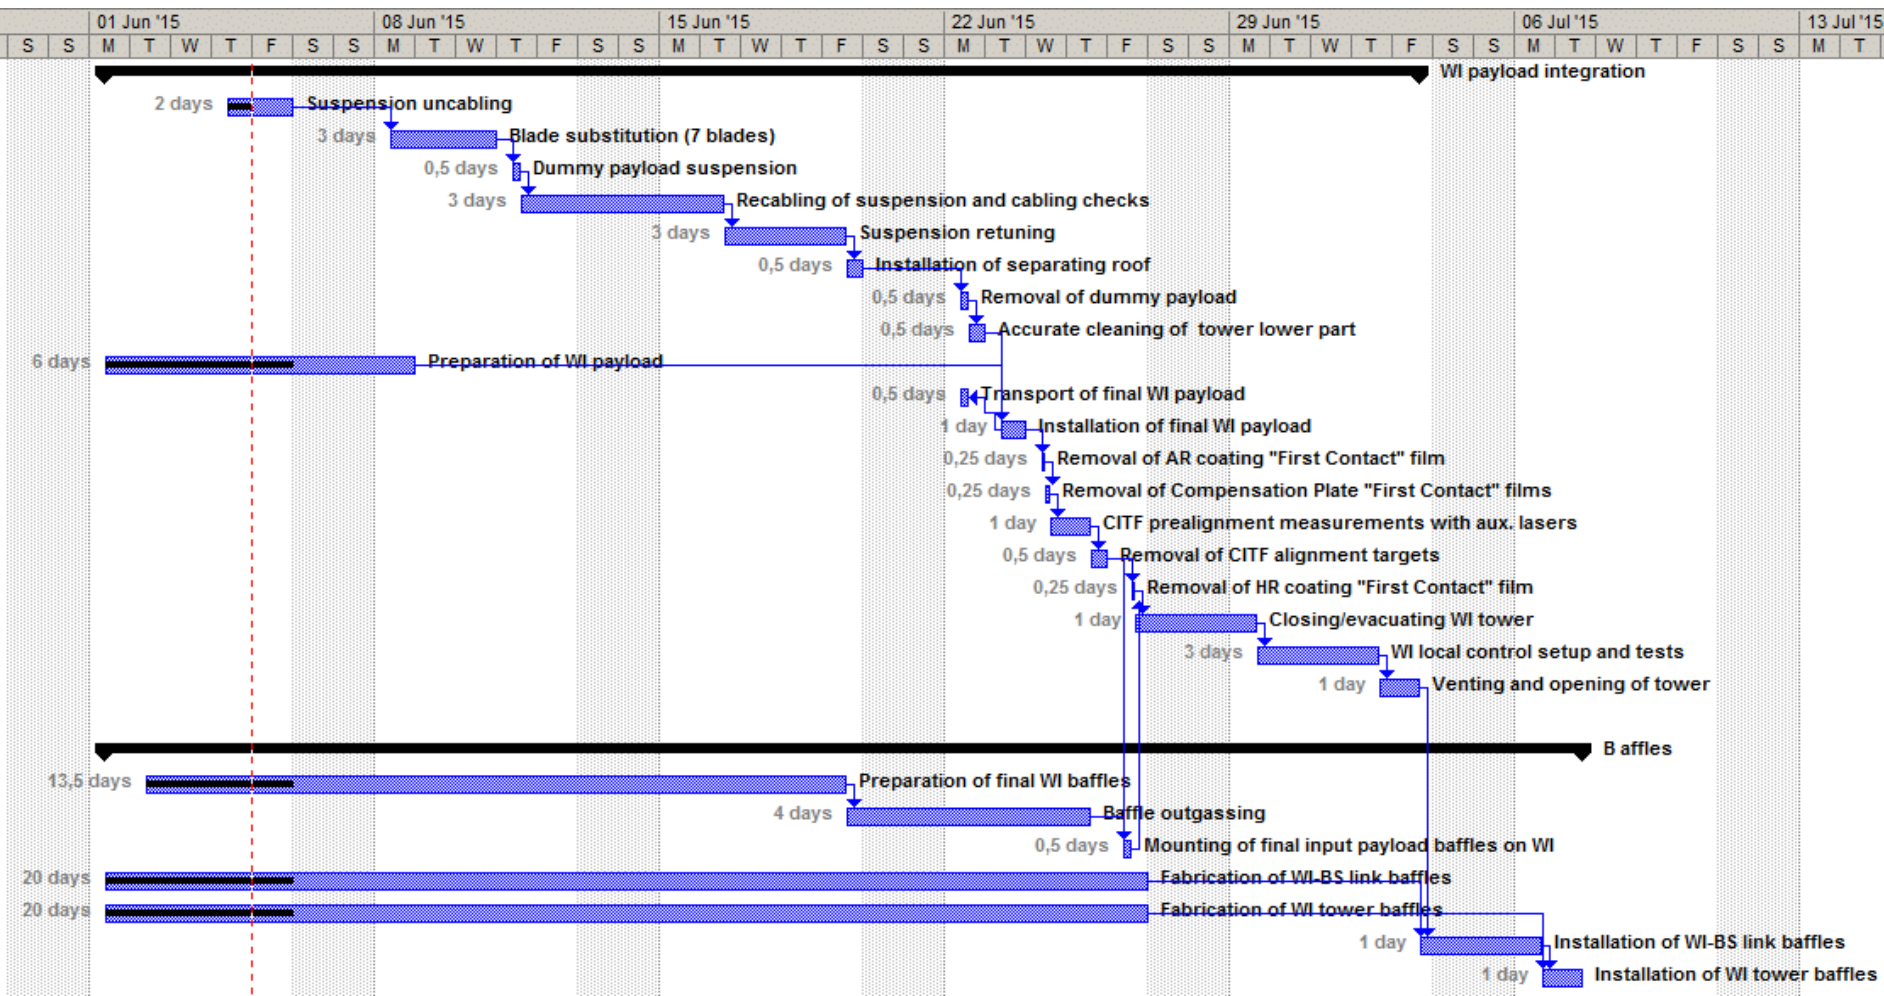 01 Jun '15 08 Jun '15 15 Jun '15 22 Jun '15 29 Jun '15 06 Jul '15 13 Jul '15
S S M T W T F S S M T W T F S S M T W T F S S M T W T F S S M T W T F S S M T W T F S S M T
WI payload integration
2 days Suspension uncabling
3 days Blade substitution (7 blades)
0,5 days Dummy payload suspension
3 days Recabling of suspension and cabling checks
3 days Suspension retuning
0,5 days Installation of separating roof
0,5 days Removal of dummy payload
0,5 days Accurate cleaning of tower lower part
6 days Preparation of WI payload
0,5 days Transport of final WI payload
1 day Installation of final WI payload
0,25 days Removal of AR coating "First Contact" film
0,25 days Removal of Compensation Plate "First Contact" films
1 day CITF prealignment measurements with aux. lasers
0,5 days Removal of CITF alignment targets
0,25 days Removal of HR coating "First Contact" film
1 day Closing/evacuating WI tower
3 days WI local control setup and tests
1 day Venting and opening of tower
Baffles
13,5 days Preparation of final WI baffles
4 days Baffle outgassing
0,5 days Mounting of final input payload baffles on WI
20 days Fabrication of WI-BS link baffles
20 days Fabrication of WI tower baffles
1 day Installation of WI-BS link baffles
1 day Installation of WI tower baffles